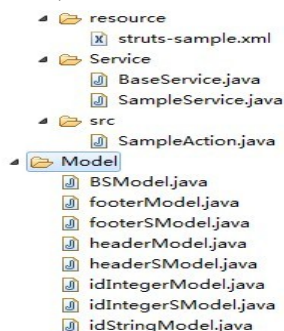 resource
struts-sample.xml
Service
BaseService.java
SampleService.java
src
SampleAction.java
Model
BSModel.java
footerModel.java
footerSModel.java
headerModel.java
headerSModel.java
idIntegerModel.java
idIntegerSModel.java
idStringModel.java